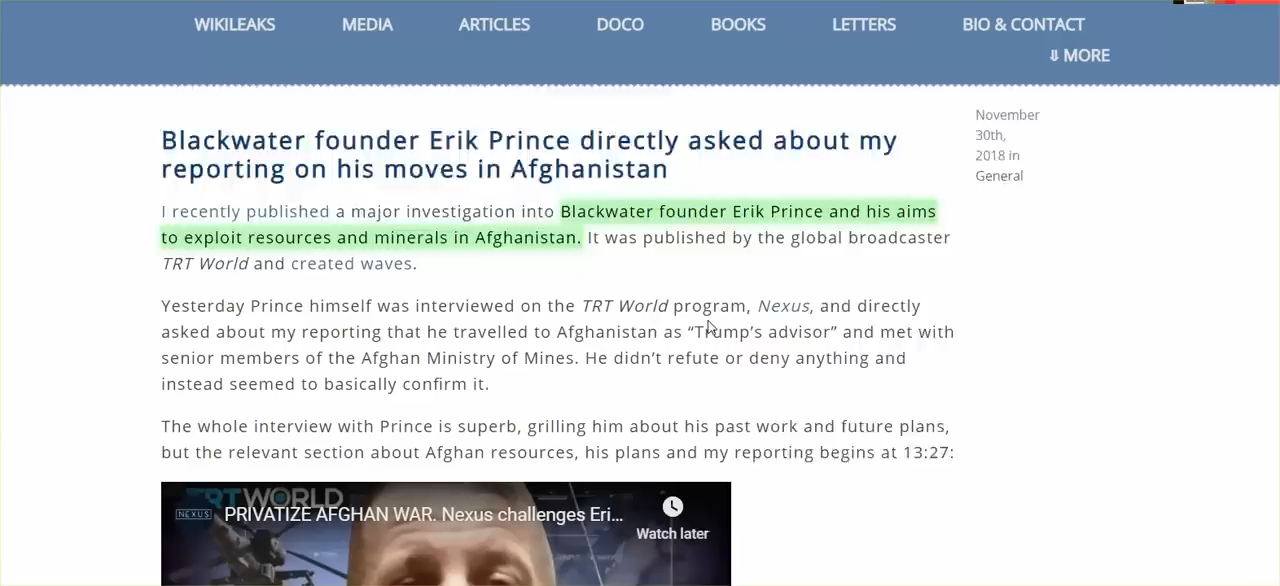 WIKILEAKS MEDIA ARTICLES DOCO BOOKS LETTERS BIO & CONTACT
⇓ MORE
Blackwater founder Erik Prince directly asked about my
reporting on his moves in Afghanistan
November
30th,
2018 in
General
I recently published a major investigation into Blackwater founder Erik Prince and his aims
to exploit resources and minerals in Afghanistan. It was published by the global broadcaster
TRT World and created waves.
Yesterday Prince himself was interviewed on the TRT World program, Nexus, and directly
asked about my reporting that he travelled to Afghanistan as “Trump’s advisor” and met with
senior members of the Afghan Ministry of Mines. He didn’t refute or deny anything and
instead seemed to basically confirm it.
The whole interview with Prince is superb, grilling him about his past work and future plans,
but the relevant section about Afghan resources, his plans and my reporting begins at 13:27:
TRT WORLD
NEXUS
PRIVATIZE AFGHAN WAR. Nexus challenges Eri...
Watch later